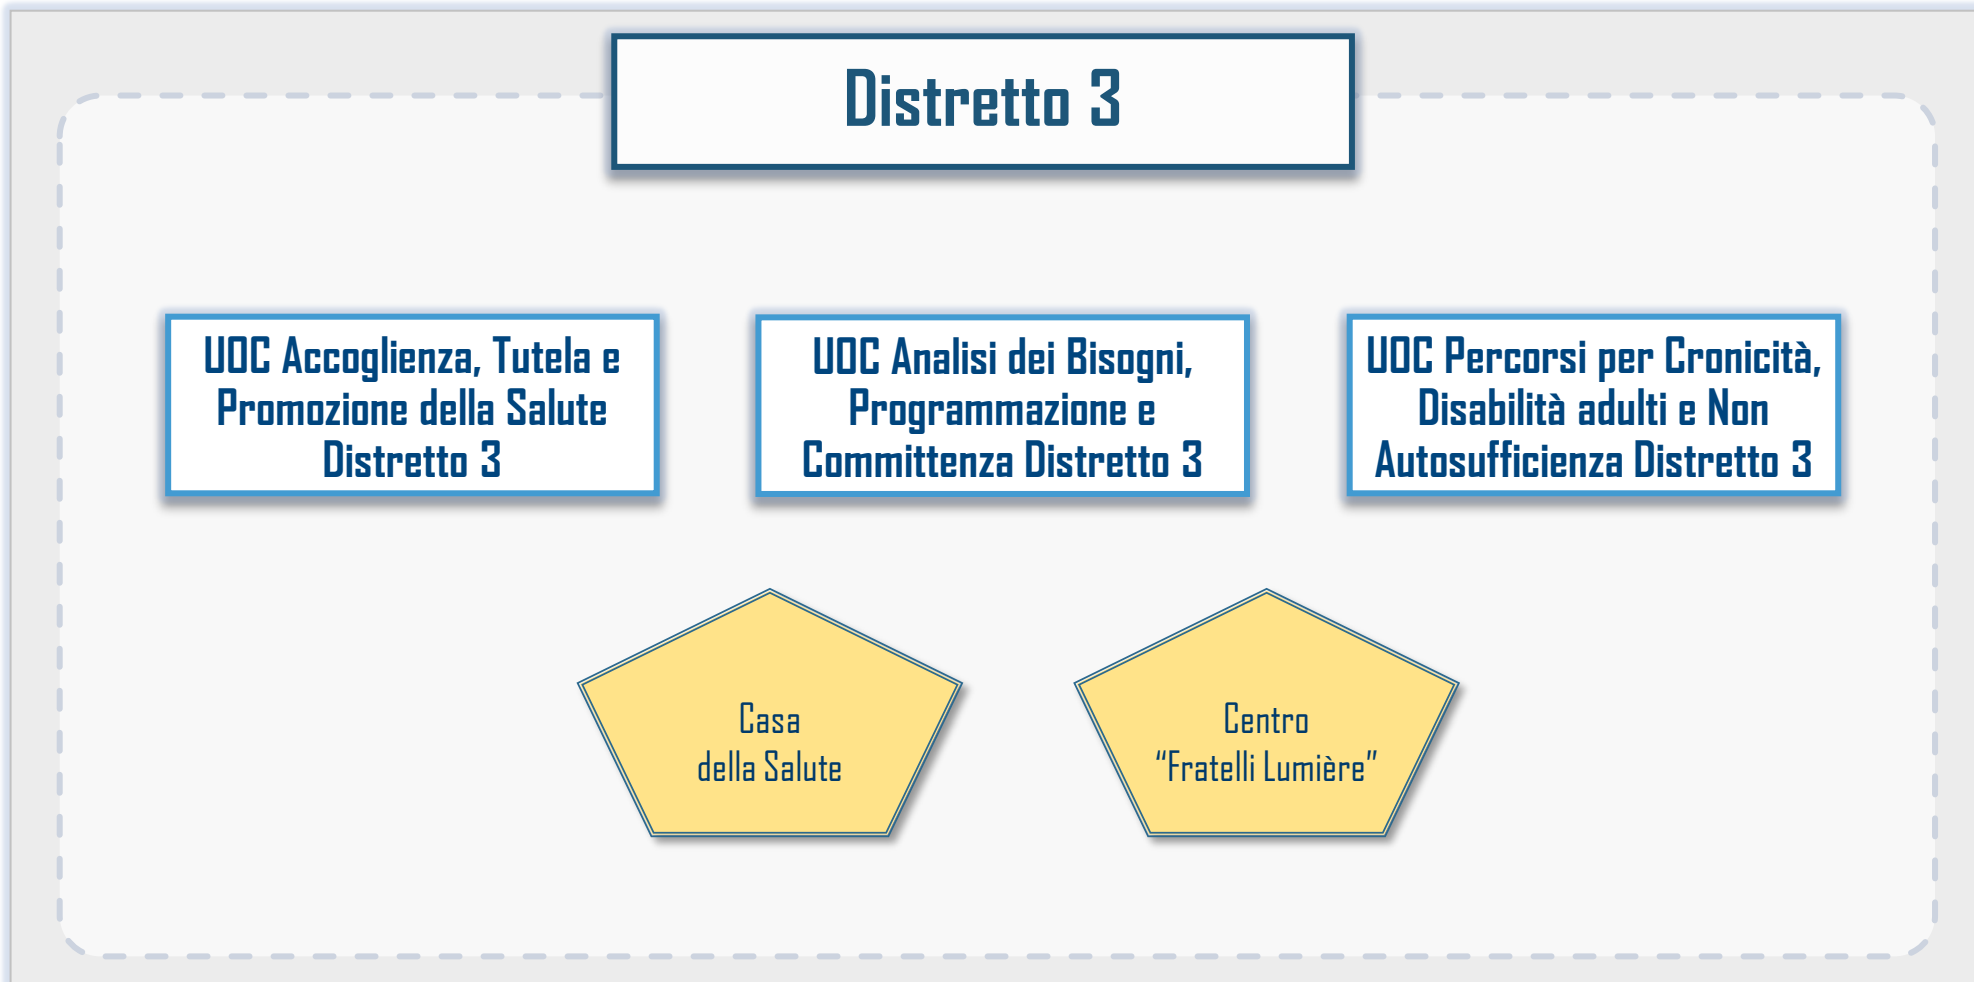 Distretto 3
UOC Accoglienza, Tutela e
Promozione della Salute
Distretto 3
UOC Analisi dei Bisogni,
Programmazione e
Committenza Distretto 3
UOC Percorsi per Cronicità,
Disabilità adulti e Non
Autosufficienza Distretto 3
Casa
della Salute
Centro
“Fratelli Lumière”